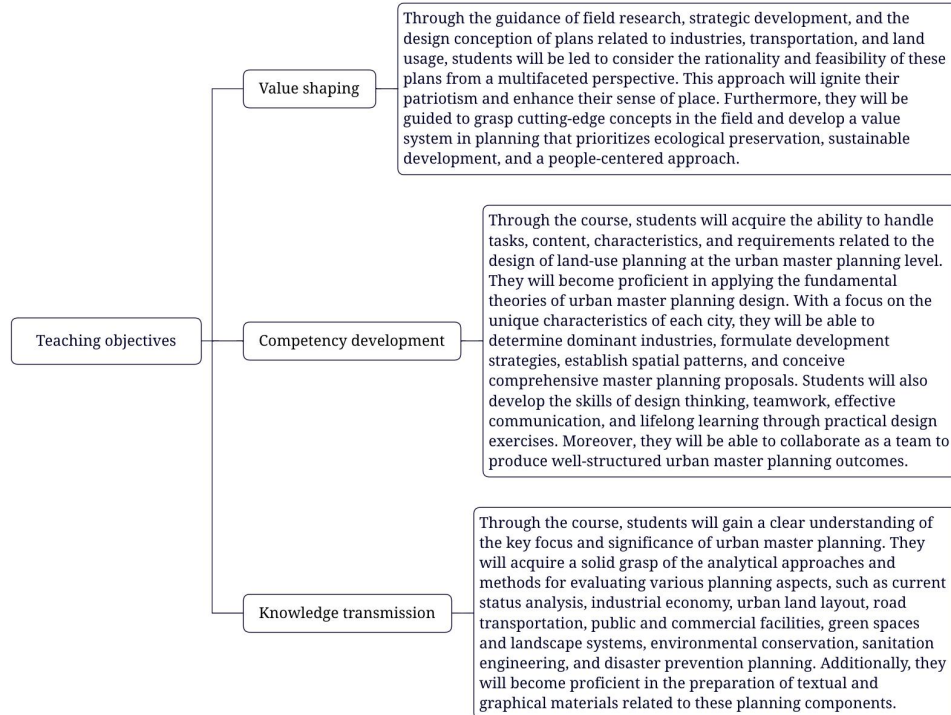 Through the guidance of field research, strategic development, and the
design conception of plans related to industries, transportation, and land
usage, students will be led to consider the rationality and feasibility of these
plans from a multifaceted perspective. This approach will ignite their
patriotism and enhance their sense of place. Furthermore, they will be
guided to grasp cutting-edge concepts in the field and develop a value
system in planning that prioritizes ecological preservation, sustainable
development, and a people-centered approach.
Value shaping
Through the course, students will acquire the ability to handle
tasks, content, characteristics, and requirements related to the
design of land-use planning at the urban master planning level.
They will become proficient in applying the fundamental
theories of urban master planning design. With a focus on the
unique characteristics of each city, they will be able to
determine dominant industries, formulate development
strategies, establish spatial patterns, and conceive
comprehensive master planning proposals. Students will also
develop the skills of design thinking, teamwork, effective
communication, and lifelong learning through practical design
exercises. Moreover, they will be able to collaborate as a team to
produce well-structured urban master planning outcomes.
Teaching objectives
Competency development
Through the course, students will gain a clear understanding of
the key focus and significance of urban master planning. They
will acquire a solid grasp of the analytical approaches and
methods for evaluating various planning aspects, such as current
status analysis, industrial economy, urban land layout, road
transportation, public and commercial facilities, green spaces
and landscape systems, environmental conservation, sanitation
engineering, and disaster prevention planning. Additionally, they
will become proficient in the preparation of textual and
graphical materials related to these planning components.
Knowledge transmission